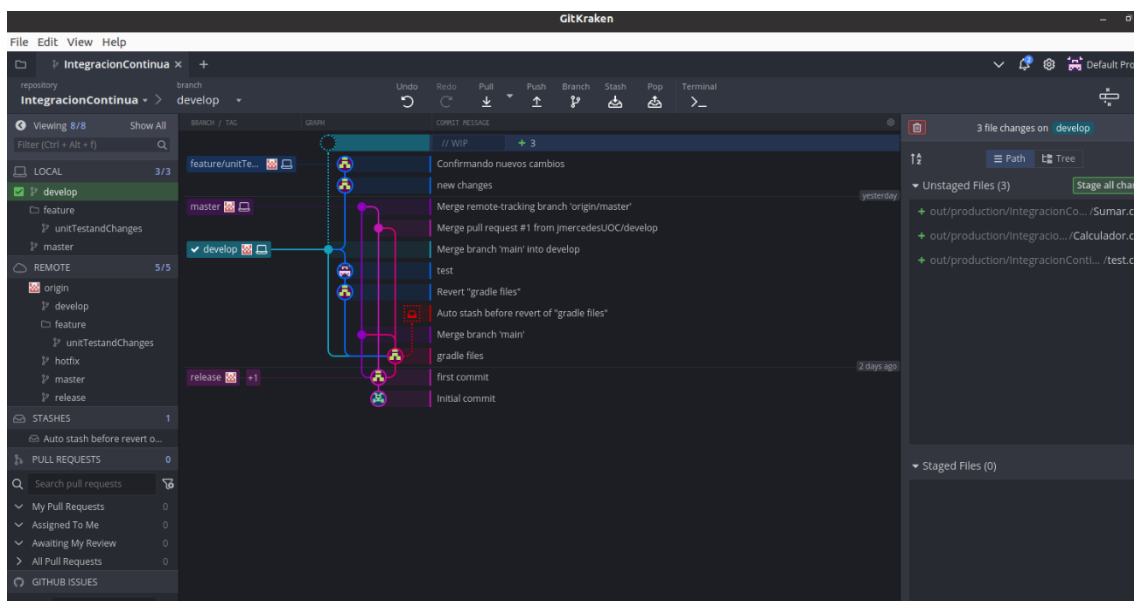 GitKraken
File Edit View Help
IntegracionContinua × +
Default Pro
repository
IntegracionContinua
branch
develop
Undo Redo Pull Push Branch Stash Pop Terminal
Viewing 8/8 Show All
Filter (Ctrl + Alt + f)
LOCAL 3/3
develop
feature
unitTestandChanges
master
REMOTE 5/5
origin
develop
feature
unitTestandChanges
hotfix
master
release
STASHES 1
Auto stash before revert o...
PULL REQUESTS 0
Search pull requests
My Pull Requests 0
Assigned To Me 0
Awaiting My Review 0
All Pull Requests 0
GITHUB ISSUES
BRANCH / TAG GRAPH COMMIT MESSAGE
// WIP + 3
feature/unitTe... Confirmando nuevos cambios
new changes
yesterday
master Merge remote-tracking branch 'origin/master'
Merge pull request #1 from jmercedesUOC/develop
develop Merge branch 'main' into develop
test
Revert "gradle files"
Auto stash before revert of "gradle files"
Merge branch 'main'
gradle files
2 days ago
release +1 first commit
Initial commit
3 file changes on develop
Path Tree
Unstaged Files (3) Stage all char
+ out/production/IntegracionCo... /Sumar.c
+ out/production/Integracio... /Calculador.c
+ out/production/IntegracionConti... /test.c
Staged Files (0)